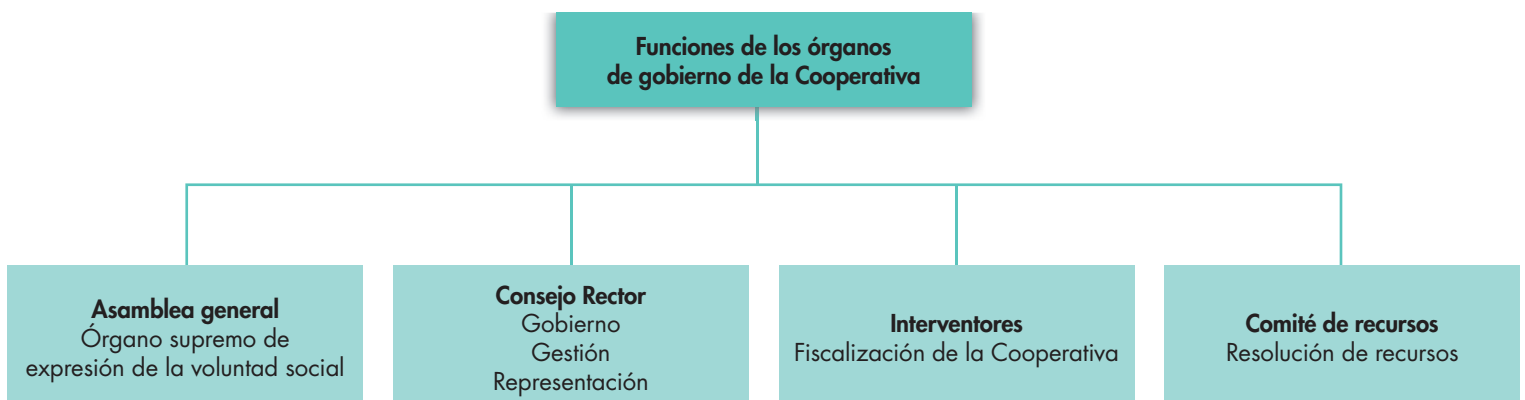 Funciones de los órganos
de gobierno de la Cooperativa
Asamblea general
Órgano supremo de
expresión de la voluntad social
Consejo Rector
Gobierno
Gestión
Representación
Interventores
Fiscalización de la Cooperativa
Comité de recursos
Resolución de recursos